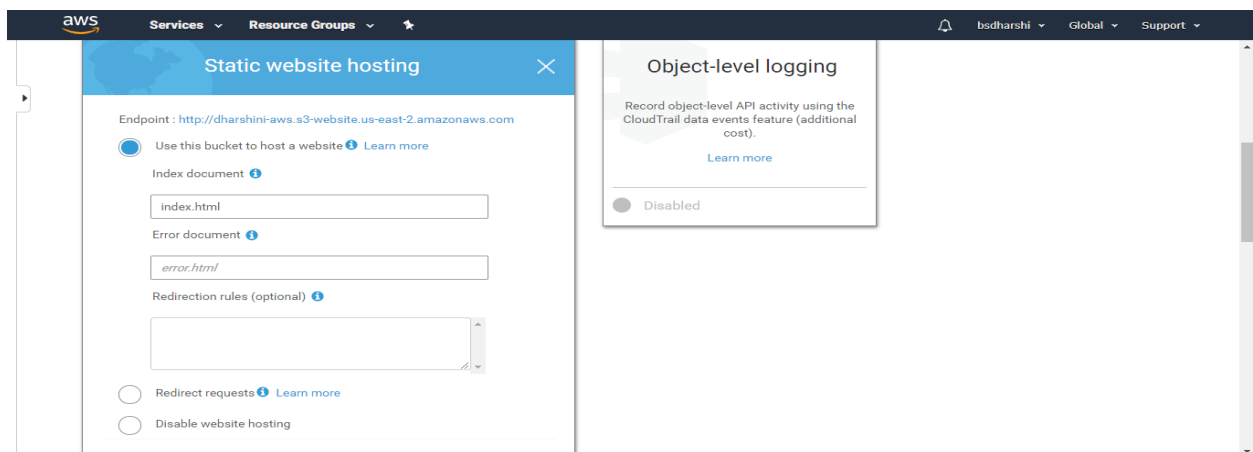 aws Services Resource Groups bsdharshi Global Support
Static website hosting
Endpoint : http://dharshini-aws.s3-website.us-east-2.amazonaws.com
Use this bucket to host a website Learn more
Index document
index.html
Error document
error.html
Redirection rules (optional)
Redirect requests Learn more
Disable website hosting
Object-level logging
Record object-level API activity using the
CloudTrail data events feature (additional
cost).
Learn more
Disabled